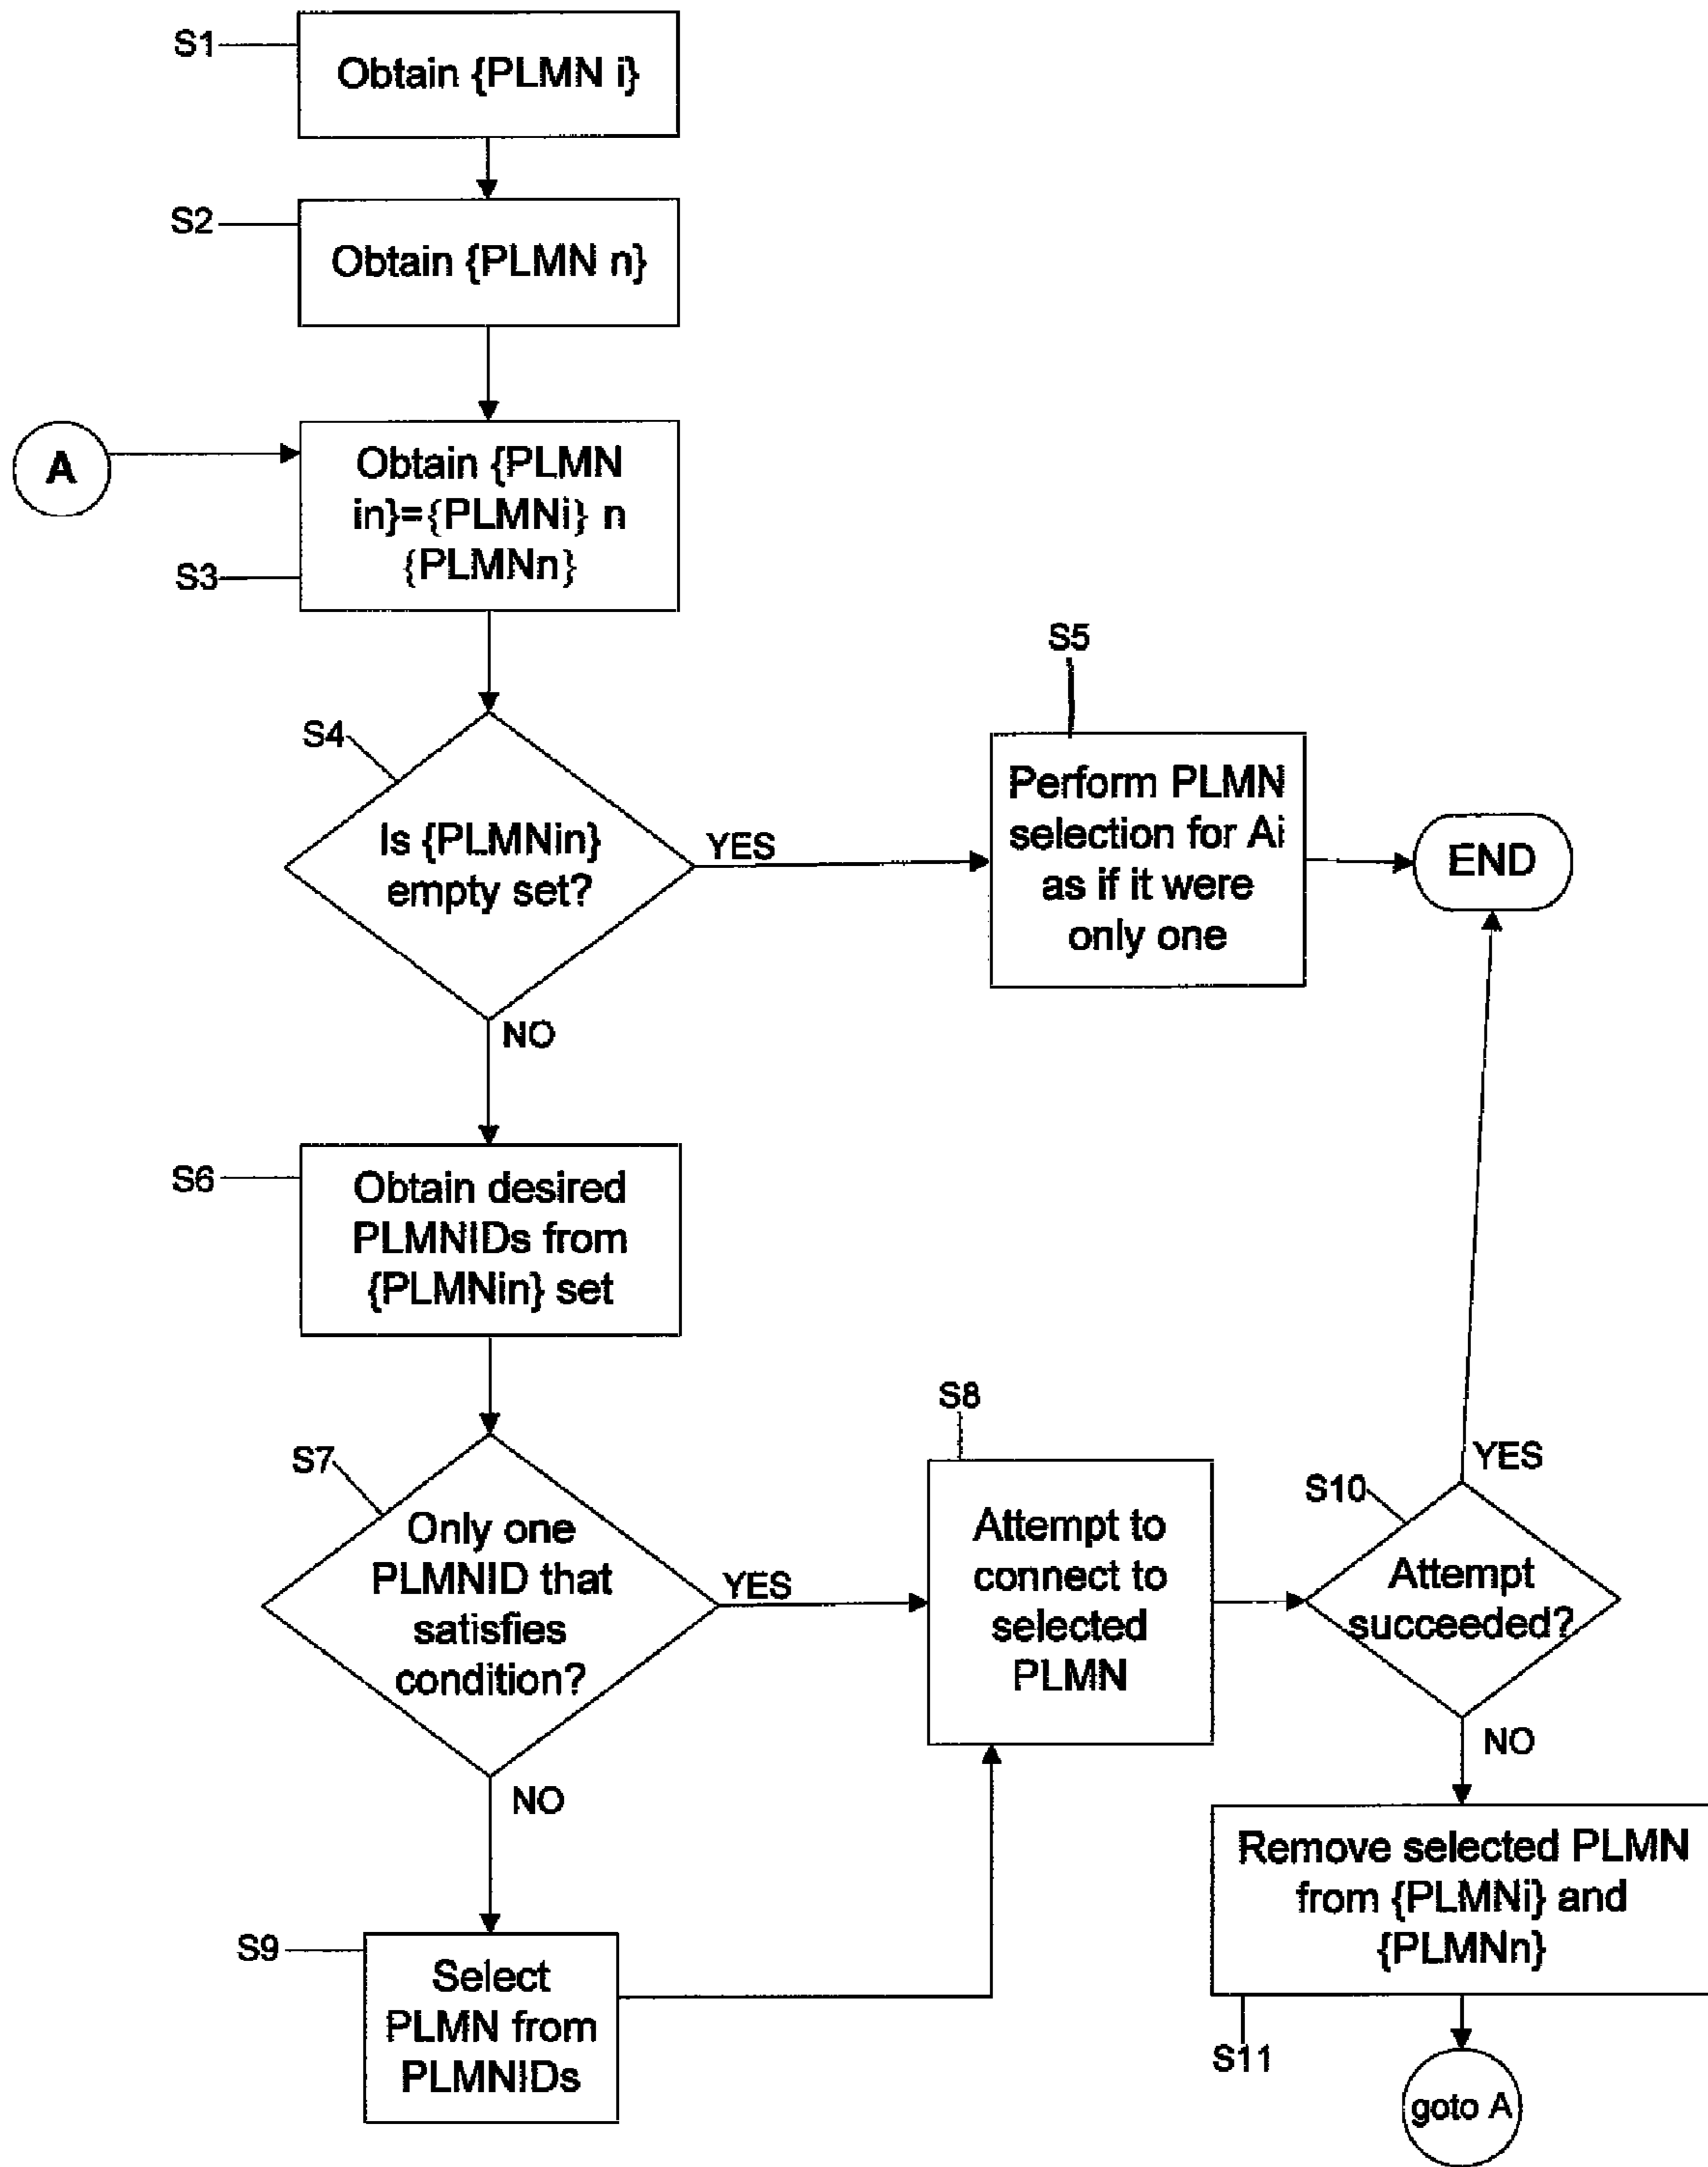 S1
Obtain {PLMN i}
S2
Obtain {PLMN n}
A
Obtain {PLMN
in}={PLMNi} n
{PLMNn}
S3
S4
Is {PLMNin}
empty set?
YES
NO
S5
Perform PLMN
selection for Ai
as if it were
only one
END
S6
Obtain desired
PLMNIDs from
{PLMNin} set
S7
Only one
PLMNID that
satisfies
condition?
YES
NO
S8
Attempt to
connect to
selected
PLMN
S9
Select
PLMN from
PLMNIDs
S10
Attempt
succeeded?
YES
NO
Remove selected PLMN
from {PLMNi} and
{PLMNn}
S11
goto A